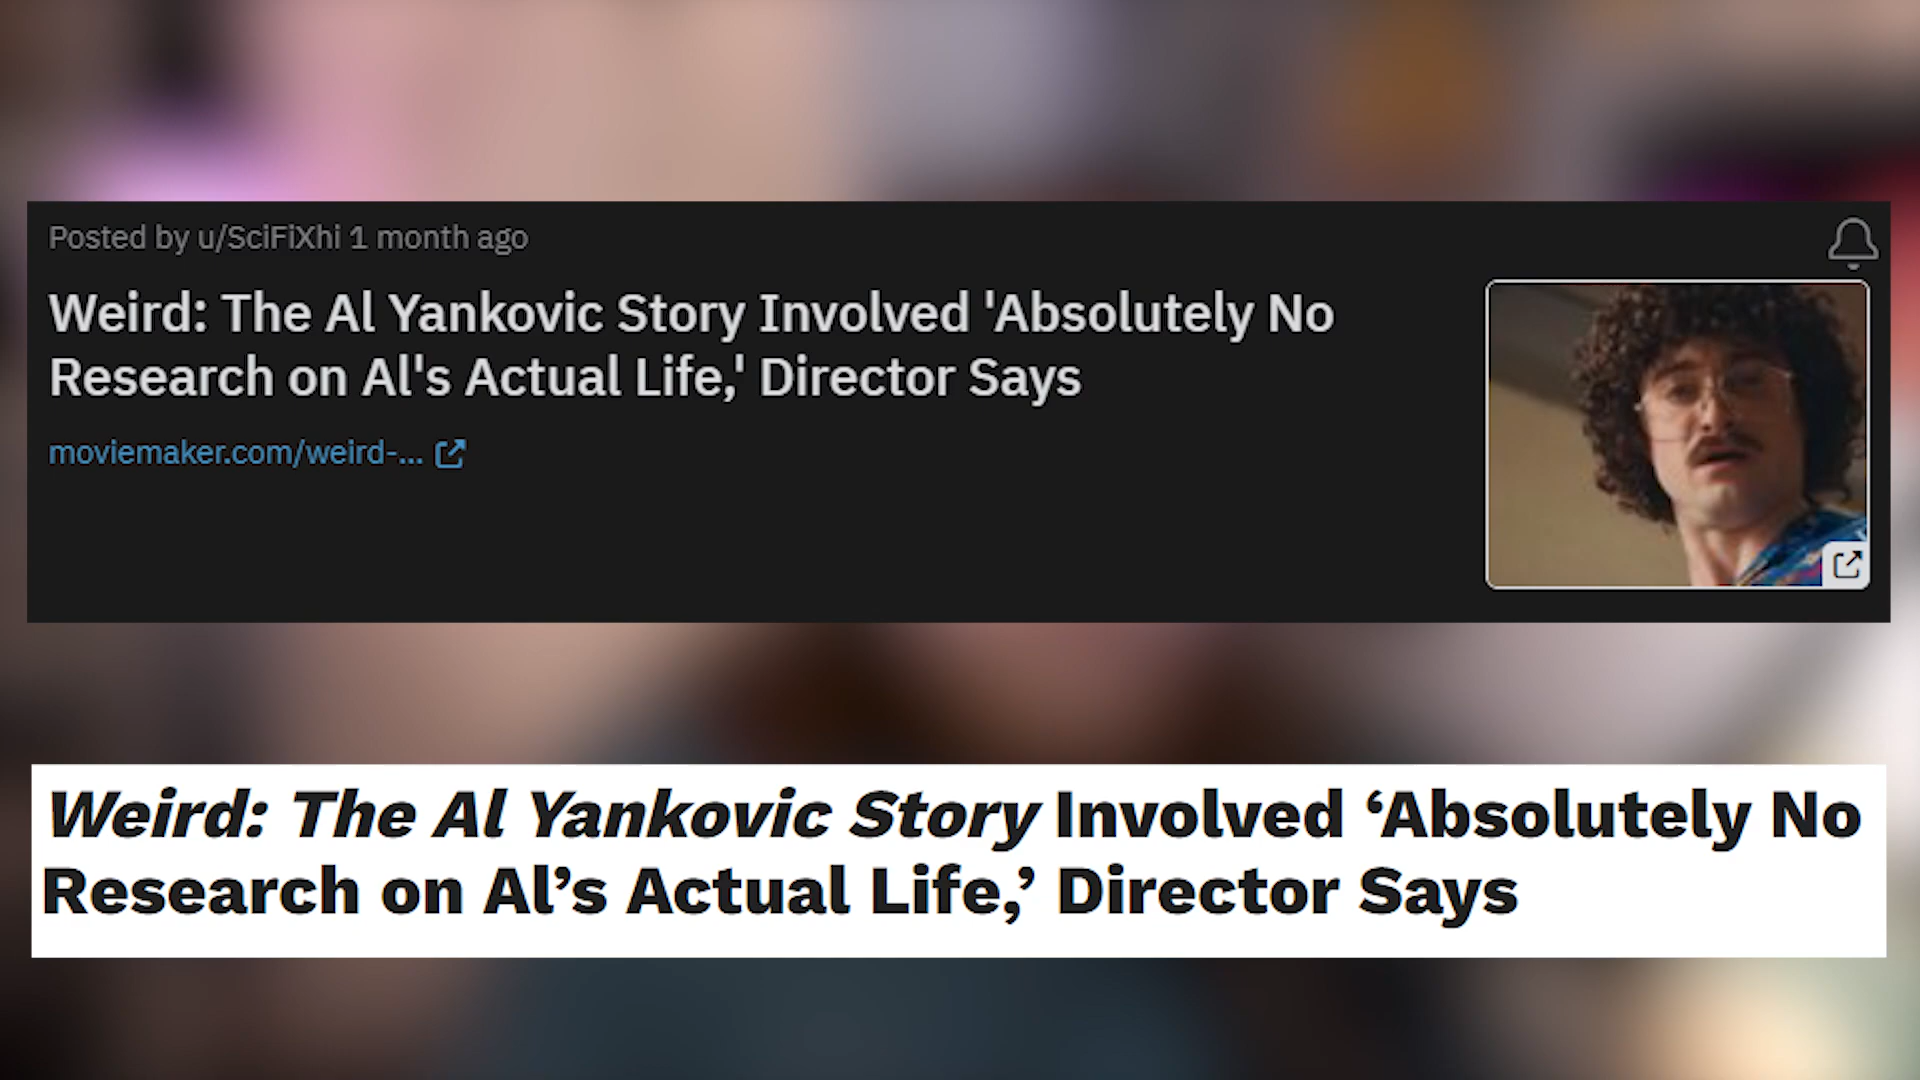 Posted by u/SciFiXhi 1 month ago
Weird: The Al Yankovic Story Involved 'Absolutely No
Research on Al's Actual Life,' Director Says
moviemaker.com/weird-...
Weird: The Al Yankovic Story Involved ‘Absolutely No
Research on Al’s Actual Life,’ Director Says